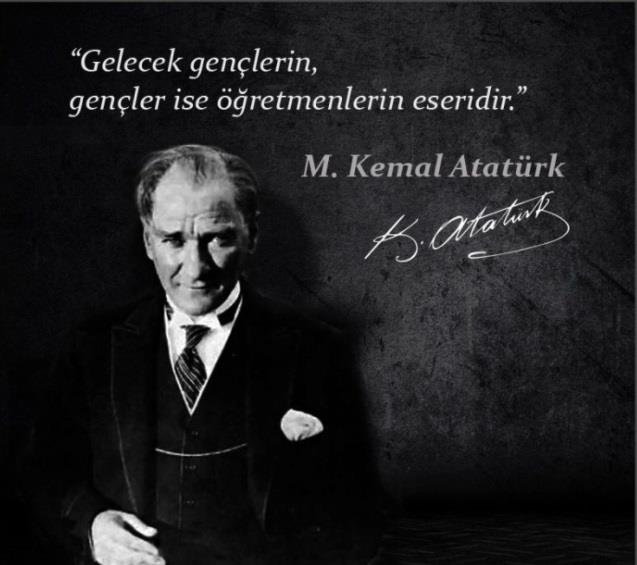 “Gelecek gençlerin,
gençler ise öğretmenlerin eseridir.”
M. Kemal Atatürk
K. Atatürk